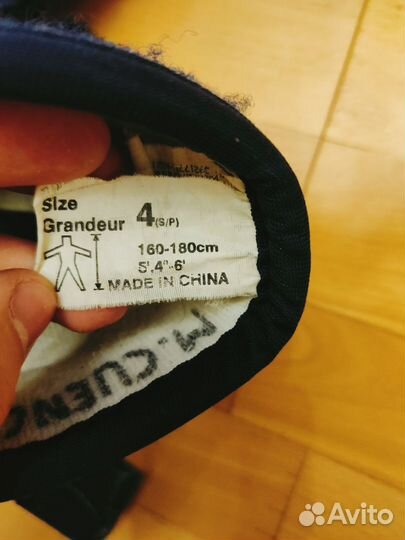 Size
Grandeur 4 (S/P)
160-180cm
5'.4"-6'
MADE IN CHINA
M. CUENC
Avito